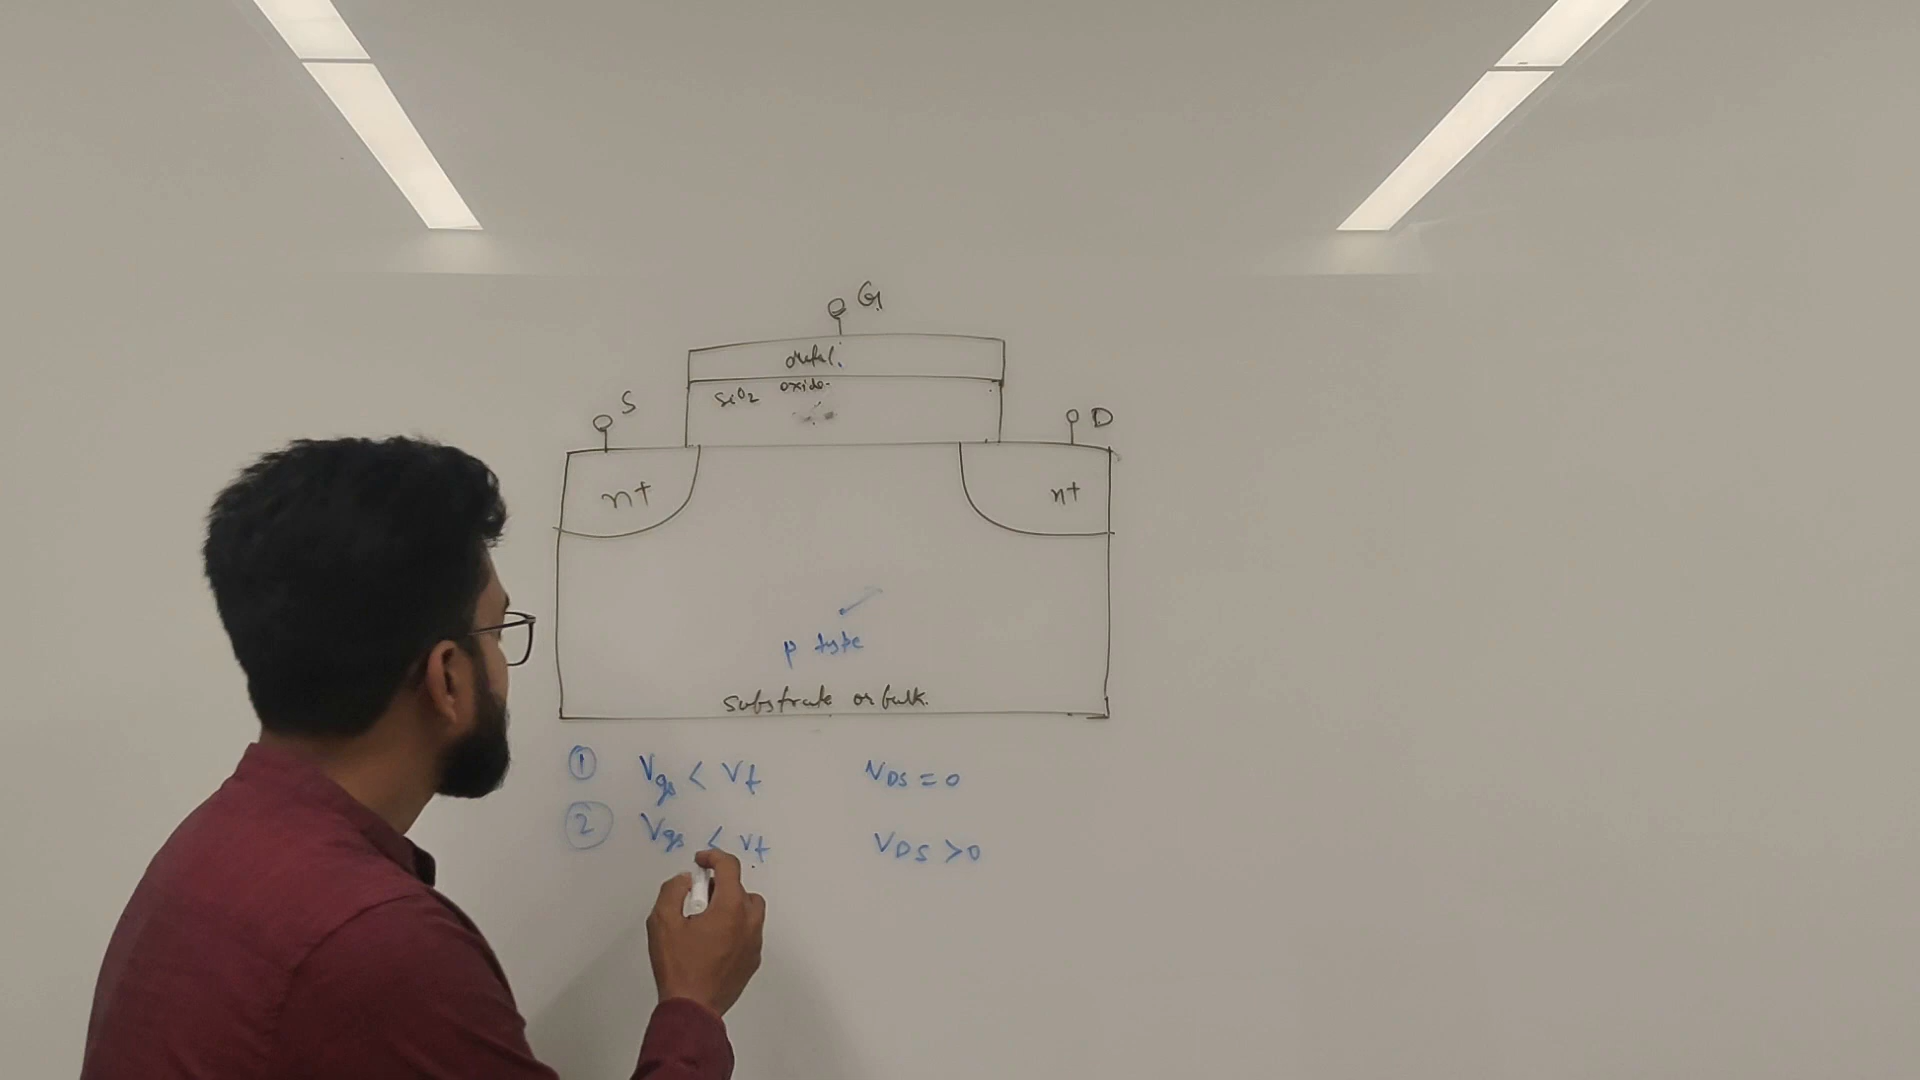 G
metal.
oxide.
SiO2
S
D
n+
n+
p type
Substrate or bulk.
① Vgs < Vt VDS = 0
② Vgs < Vt VDS > 0